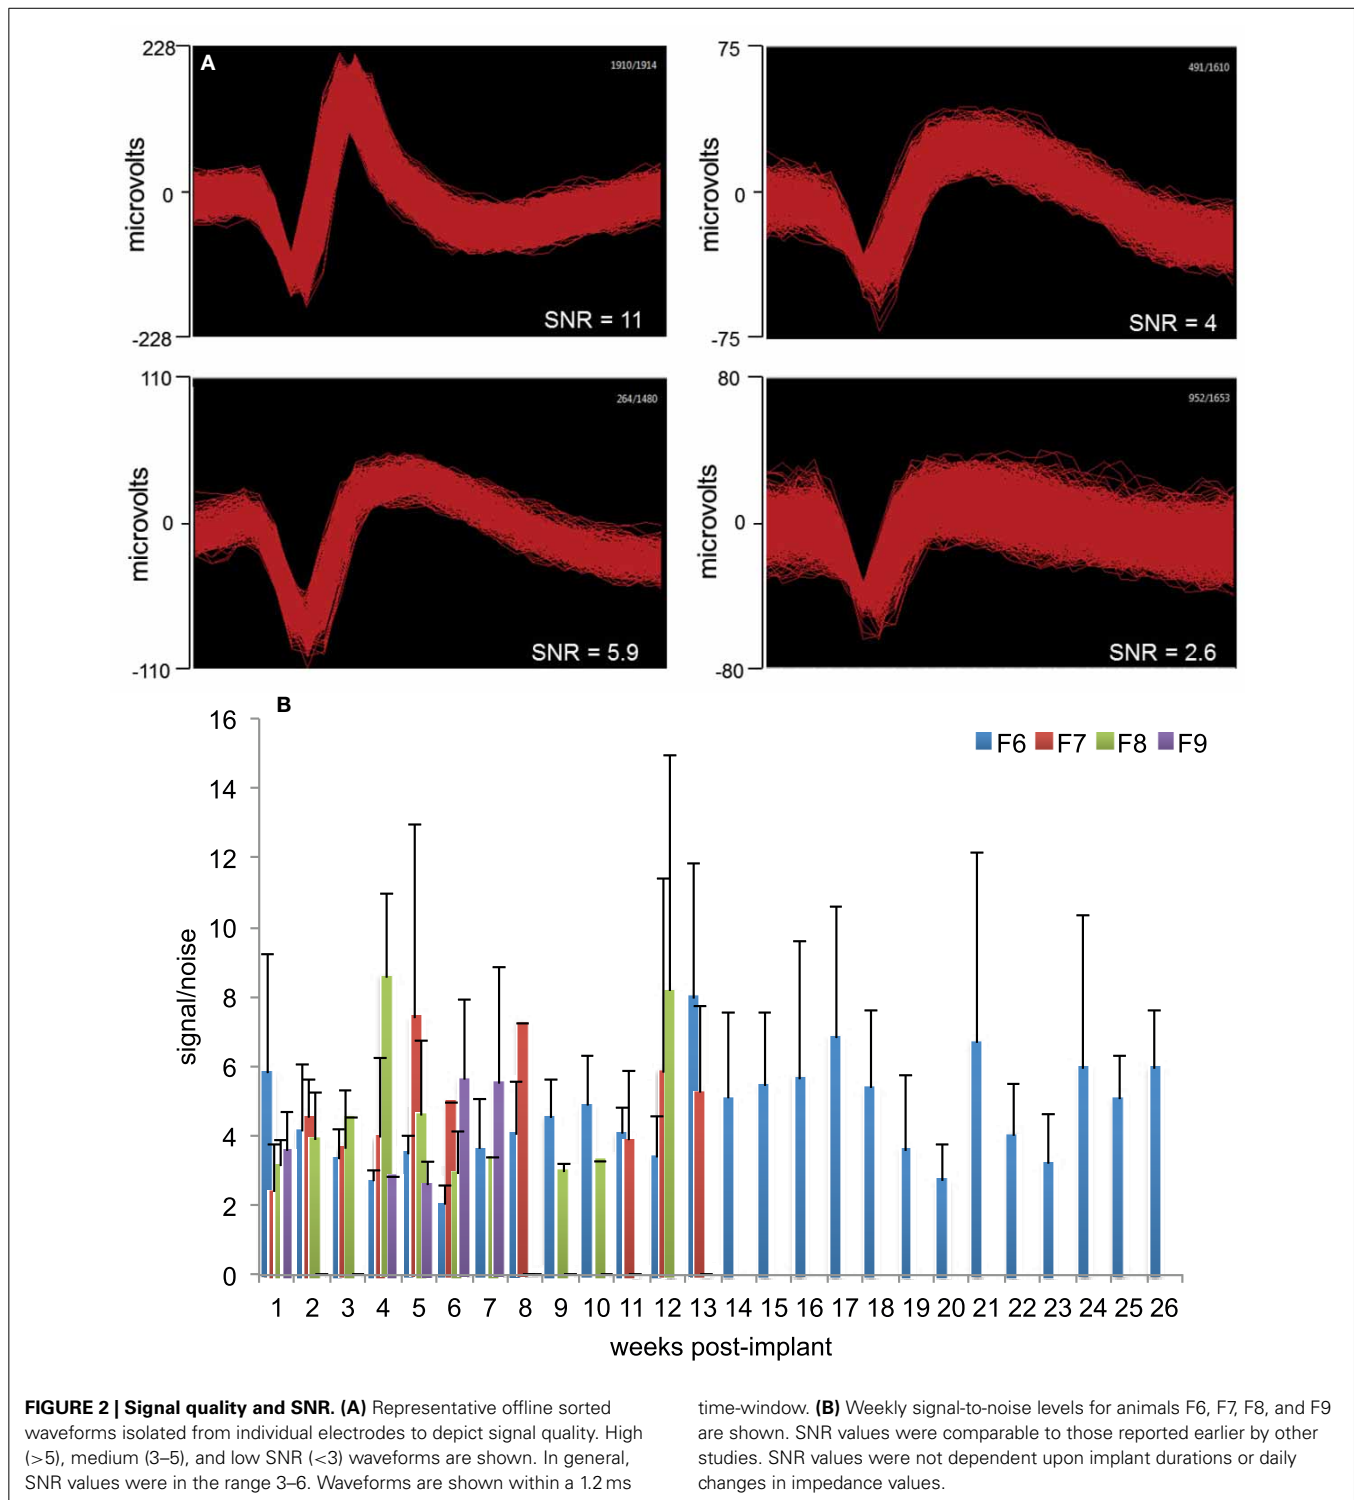 228
A
1910/1914
microvolts
0
SNR = 11
-228
75
491/1610
microvolts
0
SNR = 4
-75
110
264/1480
microvolts
0
SNR = 5.9
-110
80
952/1653
microvolts
0
SNR = 2.6
-80
B
16
14
12
10
8
6
4
2
0
signal/noise
F6 F7 F8 F9
1 2 3 4 5 6 7 8 9 10 11 12 13 14 15 16 17 18 19 20 21 22 23 24 25 26
weeks post-implant
FIGURE 2 | Signal quality and SNR. (A) Representative offline sorted
waveforms isolated from individual electrodes to depict signal quality. High
(>5), medium (3–5), and low SNR (<3) waveforms are shown. In general,
SNR values were in the range 3–6. Waveforms are shown within a 1.2 ms
time-window. (B) Weekly signal-to-noise levels for animals F6, F7, F8, and F9
are shown. SNR values were comparable to those reported earlier by other
studies. SNR values were not dependent upon implant durations or daily
changes in impedance values.